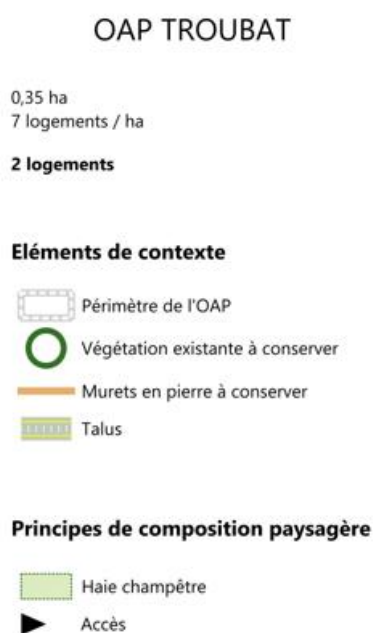 OAP TROUBAT
0,35 ha
7 logements / ha
2 logements
Eléments de contexte
Périmètre de l'OAP
Végétation existante à conserver
Murets en pierre à conserver
Talus
Principes de composition paysagère
Haie champêtre
Accès